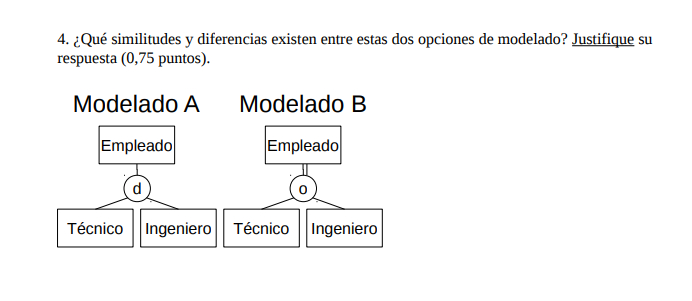 4. ¿Qué similitudes y diferencias existen entre estas dos opciones de modelado? Justifique su
respuesta (0,75 puntos).
Modelado A Modelado B
Empleado Empleado
d o
Técnico Ingeniero Técnico Ingeniero